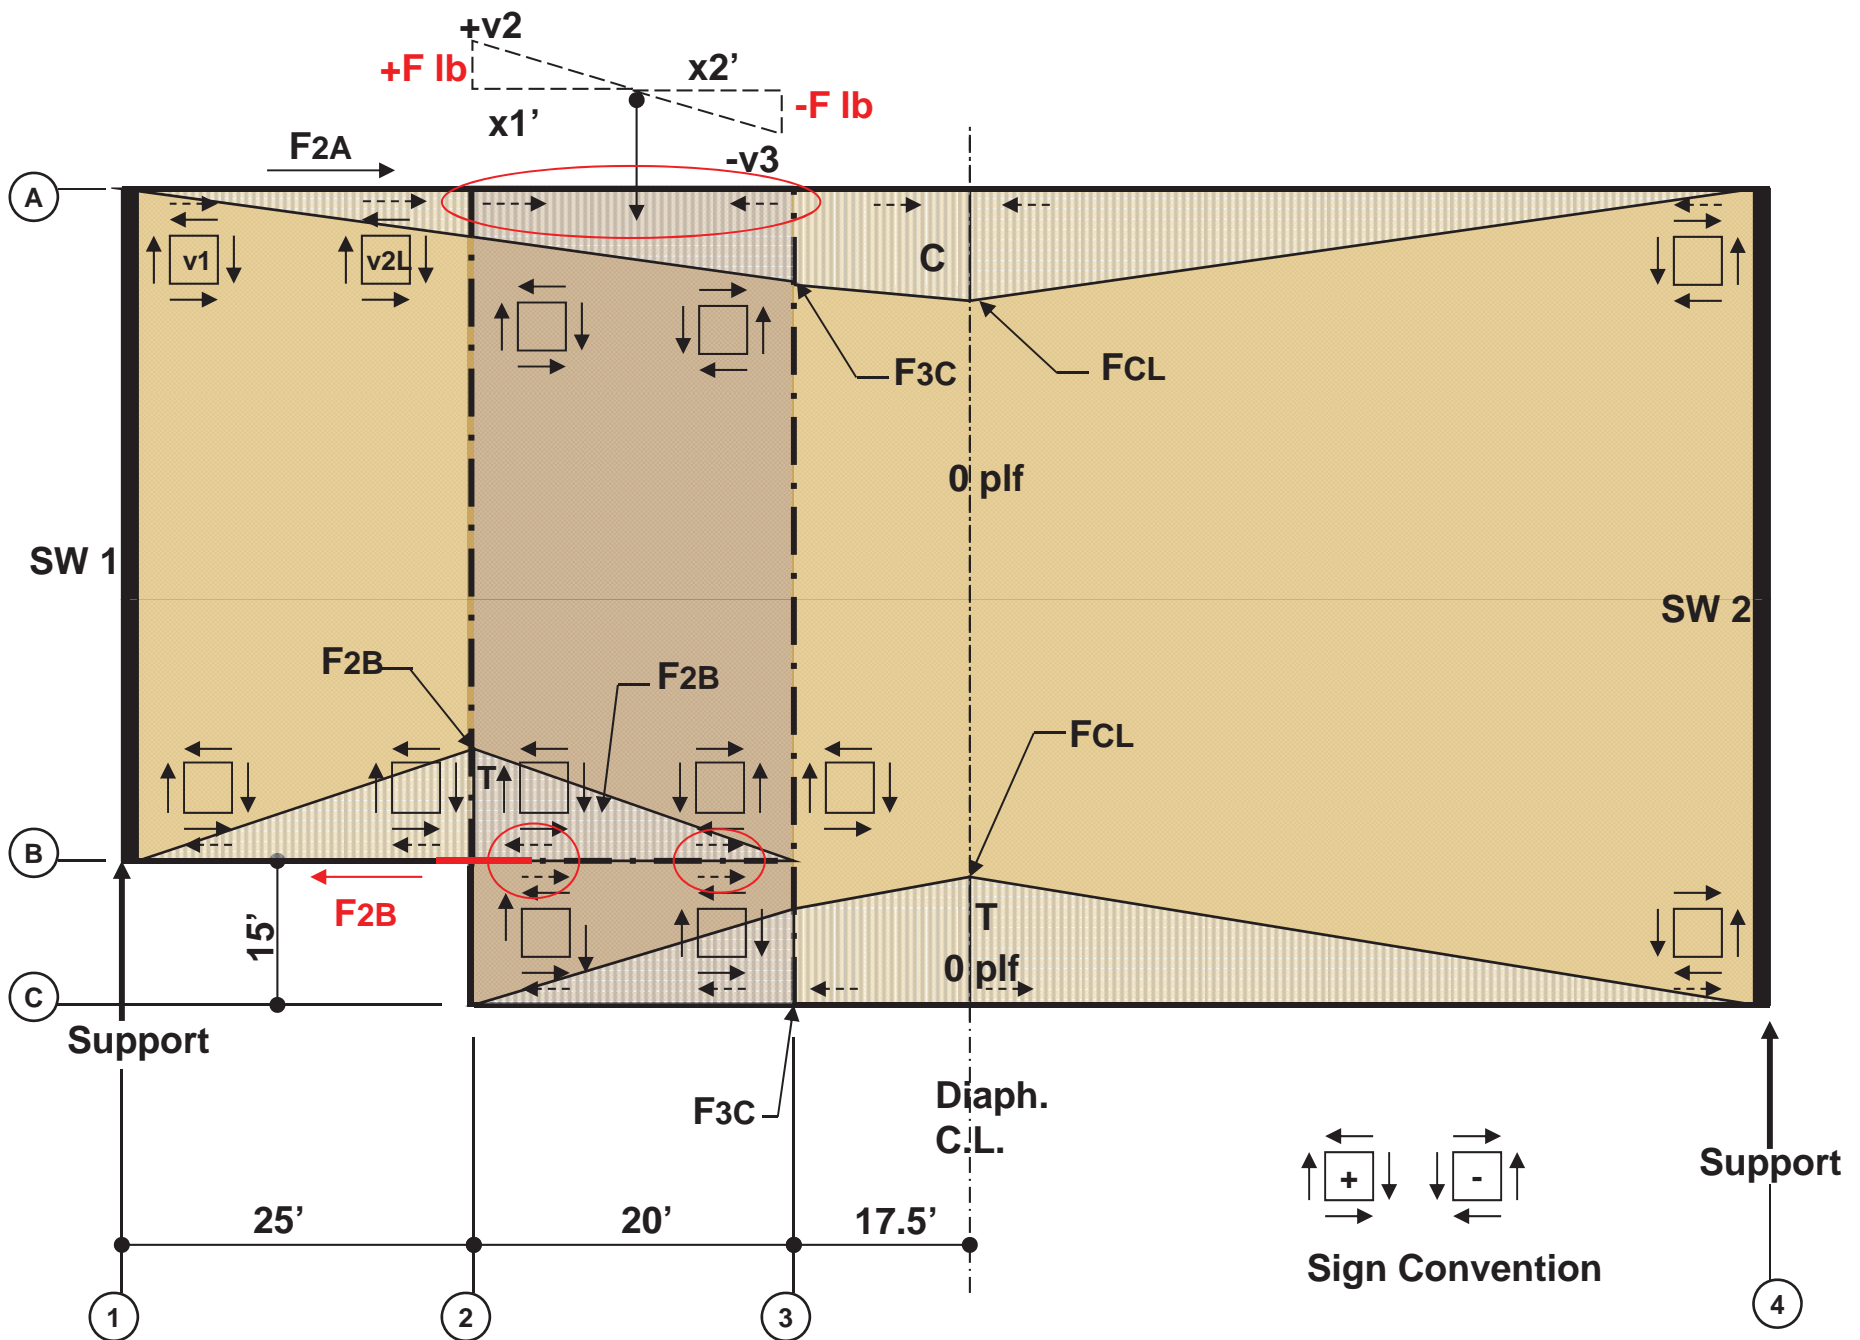 +v2
+F lb
x2’
-F lb
x1’
F2A
-v3
A
v1
v2L
C
F3C
FCL
0 plf
SW 1
SW 2
F2B
F2B
FCL
T
B
F2B
15’
T
0 plf
C
Support
F3C
Diaph.
C.L.
+
-
Support
25’
20’
17.5’
Sign Convention
1
2
3
4